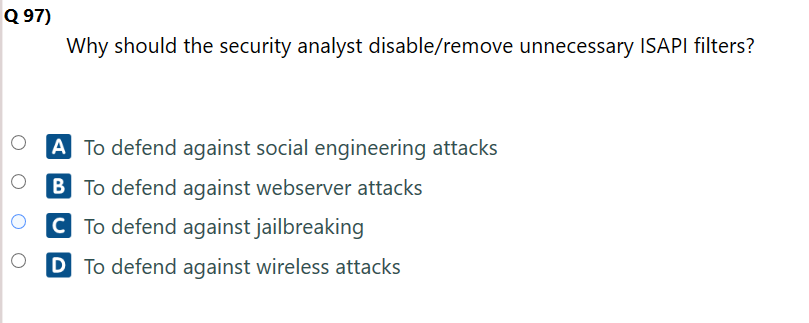 Q 97)
Why should the security analyst disable/remove unnecessary ISAPI filters?
A To defend against social engineering attacks
B To defend against webserver attacks
C To defend against jailbreaking
D To defend against wireless attacks